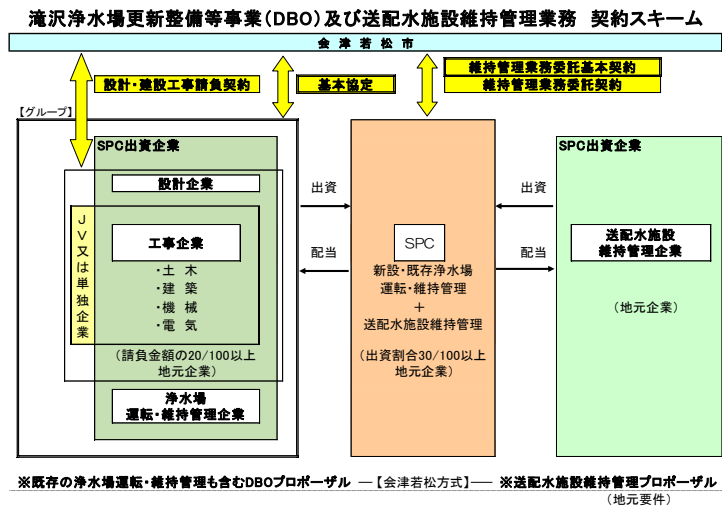 滝沢浄水場更新整備等事業(DBO)及び送配水施設維持管理業務 契約スキーム
会 津 若 松 市
設計・建設工事請負契約
基本協定
維持管理業務委託基本契約
維持管理業務委託契約
【グループ】
SPC出資企業
設計企業
JV又は単独企業
工事企業
・土 木
・建 築
・機 械
・電 気
(請負金額の20/100以上
地元企業)
浄水場
運転・維持管理企業
出資
配当
SPC
新設・既存浄水場
運転・維持管理
+
送配水施設維持管理
(出資割合30/100以上
地元企業)
出資
配当
SPC出資企業
送配水施設
維持管理企業
(地元企業)
※既存の浄水場運転・維持管理も含むDBOプロポーザル ―【会津若松方式】― ※送配水施設維持管理プロポーザル
(地元要件)